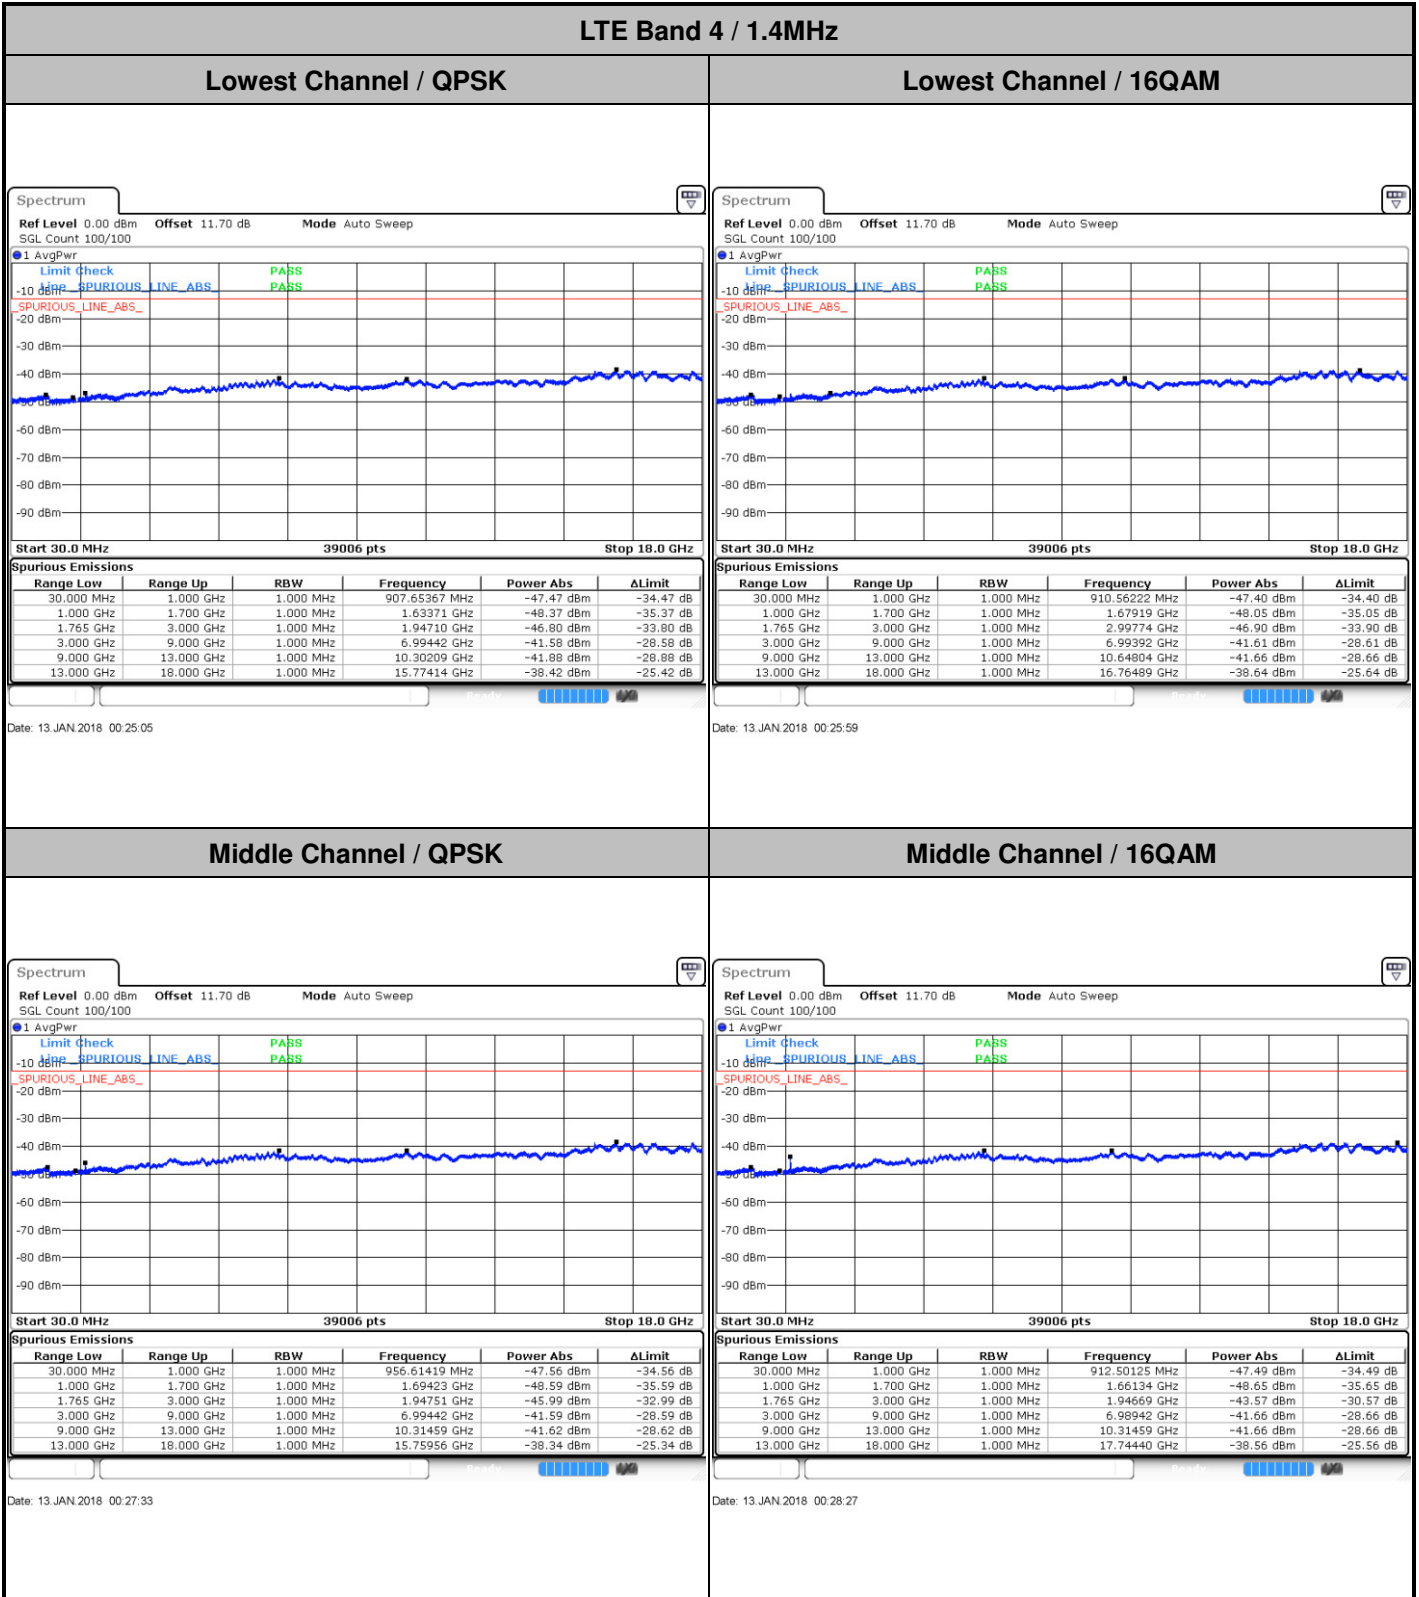 LTE Band 4 / 1.4MHz
Lowest Channel / QPSK
Lowest Channel / 16QAM
Spectrum
Ref Level 0.00 dBm Offset 11.70 dB Mode Auto Sweep
SGL Count 100/100
1 AvgPwr
Limit Check PASS
-10 dBm Line _SPURIOUS_LINE_ABS_ PASS
_SPURIOUS_LINE_ABS_
-20 dBm
-30 dBm
-40 dBm
-50 dBm
-60 dBm
-70 dBm
-80 dBm
-90 dBm
Start 30.0 MHz 39006 pts Stop 18.0 GHz
Spurious Emissions
Range Low Range Up RBW Frequency Power Abs ΔLimit
30.000 MHz 1.000 GHz 1.000 MHz 907.65367 MHz -47.47 dBm -34.47 dB
1.000 GHz 1.700 GHz 1.000 MHz 1.63371 GHz -48.37 dBm -35.37 dB
1.765 GHz 3.000 GHz 1.000 MHz 1.94710 GHz -46.80 dBm -33.80 dB
3.000 GHz 9.000 GHz 1.000 MHz 6.99442 GHz -41.58 dBm -28.58 dB
9.000 GHz 13.000 GHz 1.000 MHz 10.30209 GHz -41.88 dBm -28.88 dB
13.000 GHz 18.000 GHz 1.000 MHz 15.77414 GHz -38.42 dBm -25.42 dB
Ready
Date: 13.JAN.2018 00:25:05
Spectrum
Ref Level 0.00 dBm Offset 11.70 dB Mode Auto Sweep
SGL Count 100/100
1 AvgPwr
Limit Check PASS
-10 dBm Line _SPURIOUS_LINE_ABS_ PASS
_SPURIOUS_LINE_ABS_
-20 dBm
-30 dBm
-40 dBm
-50 dBm
-60 dBm
-70 dBm
-80 dBm
-90 dBm
Start 30.0 MHz 39006 pts Stop 18.0 GHz
Spurious Emissions
Range Low Range Up RBW Frequency Power Abs ΔLimit
30.000 MHz 1.000 GHz 1.000 MHz 910.56222 MHz -47.40 dBm -34.40 dB
1.000 GHz 1.700 GHz 1.000 MHz 1.67919 GHz -48.05 dBm -35.05 dB
1.765 GHz 3.000 GHz 1.000 MHz 2.99774 GHz -46.90 dBm -33.90 dB
3.000 GHz 9.000 GHz 1.000 MHz 6.99392 GHz -41.61 dBm -28.61 dB
9.000 GHz 13.000 GHz 1.000 MHz 10.64804 GHz -41.66 dBm -28.66 dB
13.000 GHz 18.000 GHz 1.000 MHz 16.76489 GHz -38.64 dBm -25.64 dB
Ready
Date: 13.JAN.2018 00:25:59
Middle Channel / QPSK
Middle Channel / 16QAM
Spectrum
Ref Level 0.00 dBm Offset 11.70 dB Mode Auto Sweep
SGL Count 100/100
1 AvgPwr
Limit Check PASS
-10 dBm Line _SPURIOUS_LINE_ABS_ PASS
_SPURIOUS_LINE_ABS_
-20 dBm
-30 dBm
-40 dBm
-50 dBm
-60 dBm
-70 dBm
-80 dBm
-90 dBm
Start 30.0 MHz 39006 pts Stop 18.0 GHz
Spurious Emissions
Range Low Range Up RBW Frequency Power Abs ΔLimit
30.000 MHz 1.000 GHz 1.000 MHz 956.61419 MHz -47.56 dBm -34.56 dB
1.000 GHz 1.700 GHz 1.000 MHz 1.69423 GHz -48.59 dBm -35.59 dB
1.765 GHz 3.000 GHz 1.000 MHz 1.94751 GHz -45.99 dBm -32.99 dB
3.000 GHz 9.000 GHz 1.000 MHz 6.99442 GHz -41.59 dBm -28.59 dB
9.000 GHz 13.000 GHz 1.000 MHz 10.31459 GHz -41.62 dBm -28.62 dB
13.000 GHz 18.000 GHz 1.000 MHz 15.75956 GHz -38.34 dBm -25.34 dB
Ready
Date: 13.JAN.2018 00:27:33
Spectrum
Ref Level 0.00 dBm Offset 11.70 dB Mode Auto Sweep
SGL Count 100/100
1 AvgPwr
Limit Check PASS
-10 dBm Line _SPURIOUS_LINE_ABS_ PASS
_SPURIOUS_LINE_ABS_
-20 dBm
-30 dBm
-40 dBm
-50 dBm
-60 dBm
-70 dBm
-80 dBm
-90 dBm
Start 30.0 MHz 39006 pts Stop 18.0 GHz
Spurious Emissions
Range Low Range Up RBW Frequency Power Abs ΔLimit
30.000 MHz 1.000 GHz 1.000 MHz 912.50125 MHz -47.49 dBm -34.49 dB
1.000 GHz 1.700 GHz 1.000 MHz 1.66134 GHz -48.65 dBm -35.65 dB
1.765 GHz 3.000 GHz 1.000 MHz 1.94669 GHz -43.57 dBm -30.57 dB
3.000 GHz 9.000 GHz 1.000 MHz 6.98942 GHz -41.66 dBm -28.66 dB
9.000 GHz 13.000 GHz 1.000 MHz 10.31459 GHz -41.66 dBm -28.66 dB
13.000 GHz 18.000 GHz 1.000 MHz 17.74440 GHz -38.56 dBm -25.56 dB
Ready
Date: 13.JAN.2018 00:28:27